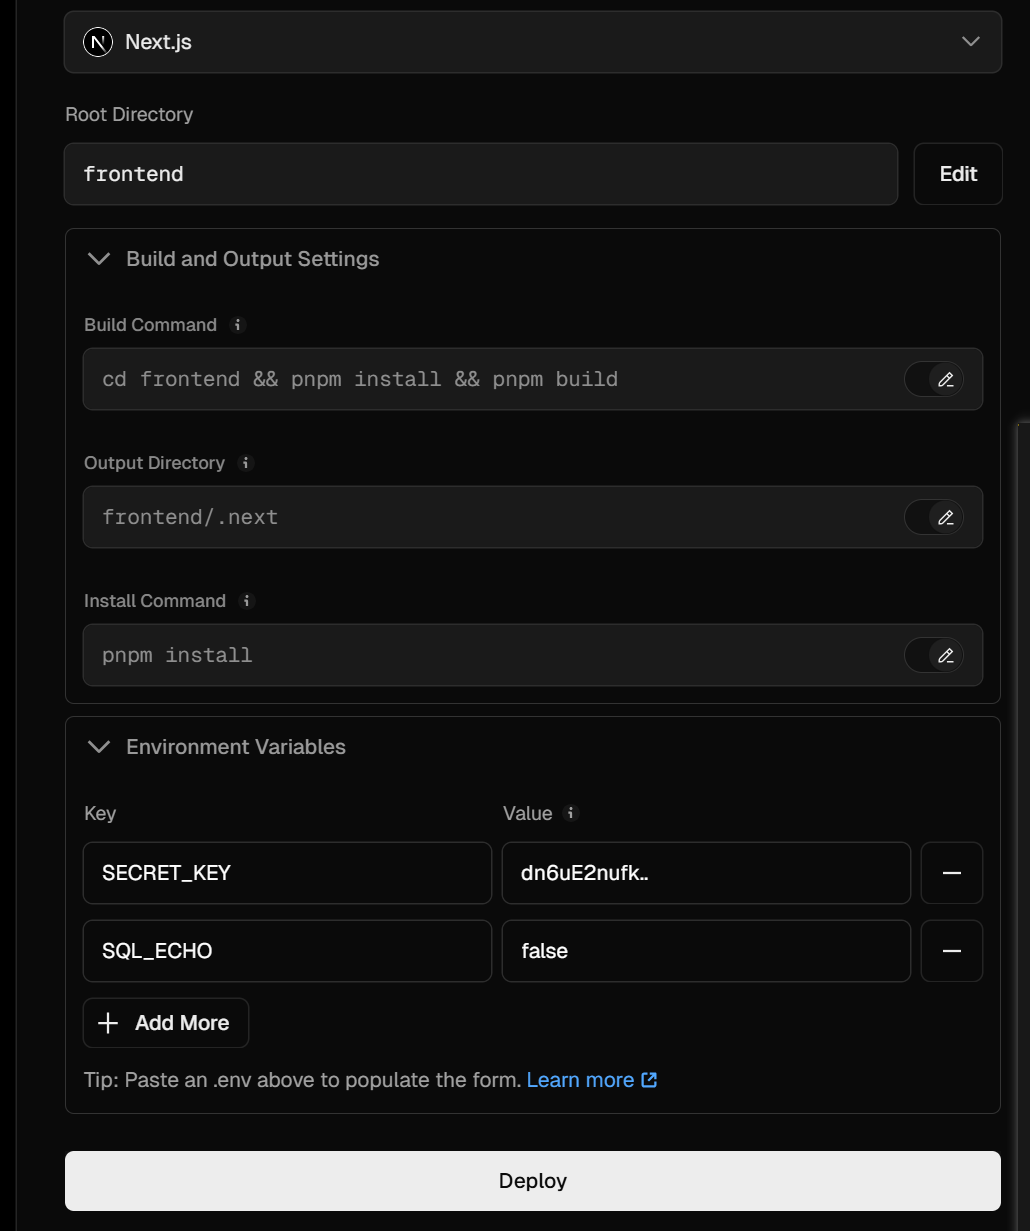 Next.js
Root Directory
frontend
Edit
Build and Output Settings
Build Command
cd frontend && pnpm install && pnpm build
Output Directory
frontend/.next
Install Command
pnpm install
Environment Variables
Key Value
SECRET_KEY dn6uE2nufk..
SQL_ECHO false
Add More
Tip: Paste an .env above to populate the form. Learn more
Deploy